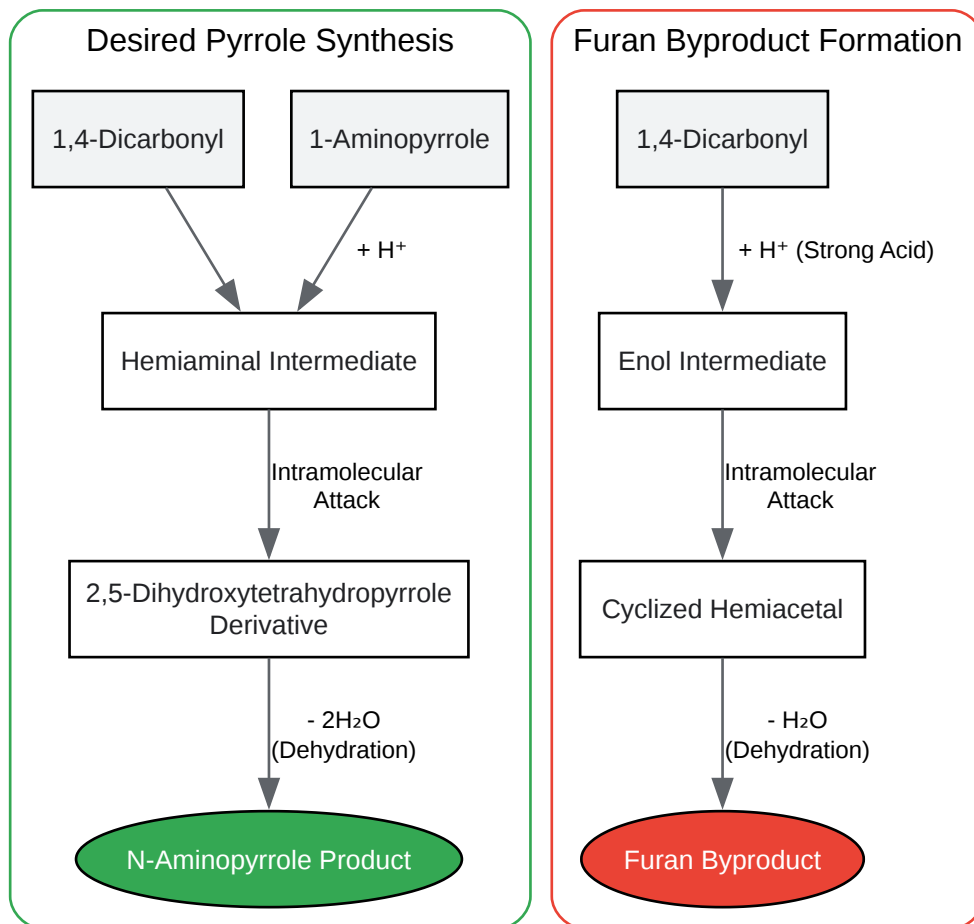 Desired Pyrrole Synthesis
1,4-Dicarbonyl
1-Aminopyrrole
+ H⁺
Hemiaminal Intermediate
Intramolecular
Attack
2,5-Dihydroxytetrahydropyrrole
Derivative
- 2H₂O
(Dehydration)
N-Aminopyrrole Product
Furan Byproduct Formation
1,4-Dicarbonyl
+ H⁺ (Strong Acid)
Enol Intermediate
Intramolecular
Attack
Cyclized Hemiacetal
- H₂O
(Dehydration)
Furan Byproduct